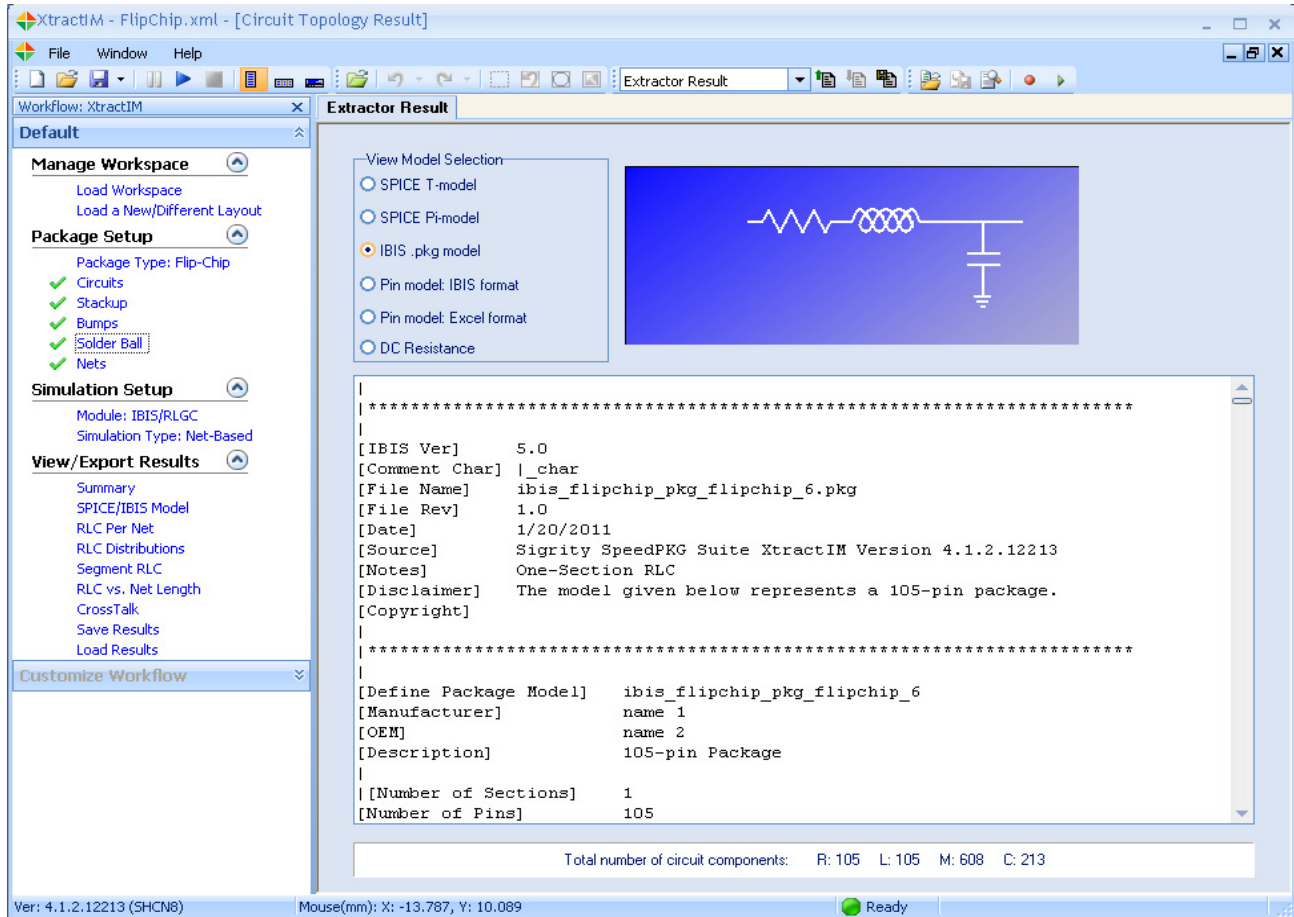 XtractIM - FlipChip.xml - [Circuit Topology Result]
File Window Help
Extractor Result
Workflow: XtractIM
Default
Manage Workspace
Load Workspace
Load a New/Different Layout
Package Setup
Package Type: Flip-Chip
Circuits
Stackup
Bumps
Solder Ball
Nets
Simulation Setup
Module: IBIS/RLGC
Simulation Type: Net-Based
View/Export Results
Summary
SPICE/IBIS Model
RLC Per Net
RLC Distributions
Segment RLC
RLC vs. Net Length
CrossTalk
Save Results
Load Results
Customize Workflow
Extractor Result
View Model Selection
SPICE T-model
SPICE Pi-model
IBIS .pkg model
Pin model: IBIS format
Pin model: Excel format
DC Resistance
|
|************************************************************************
|
[IBIS Ver] 5.0
[Comment Char] |_char
[File Name] ibis_flipchip_pkg_flipchip_6.pkg
[File Rev] 1.0
[Date] 1/20/2011
[Source] Sigrity SpeedPKG Suite XtractIM Version 4.1.2.12213
[Notes] One-Section RLC
[Disclaimer] The model given below represents a 105-pin package.
[Copyright]
|
|************************************************************************
|
[Define Package Model] ibis_flipchip_pkg_flipchip_6
[Manufacturer] name 1
[OEM] name 2
[Description] 105-pin Package
|
|[Number of Sections] 1
[Number of Pins] 105
Total number of circuit components: R: 105 L: 105 M: 608 C: 213
Ver: 4.1.2.12213 (SHCN8) Mouse(mm): X: -13.787, Y: 10.089 Ready